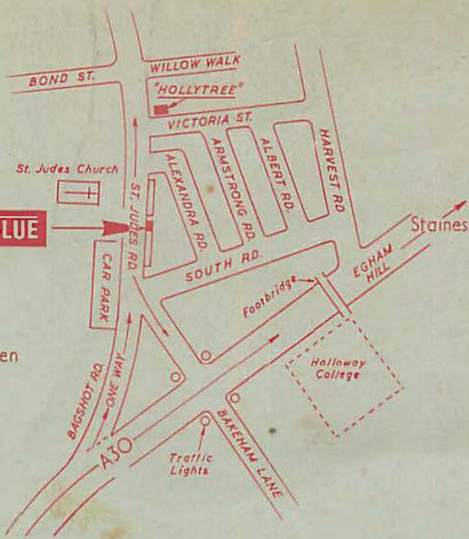 BOND ST.
WILLOW WALK
"HOLLYTREE"
VICTORIA ST.
St. Judes Church
ALEXANDRA RD.
ARMSTRONG RD.
ALBERT RD.
HARVEST RD
ST. JUDES RD.
LUE
CAR PARK
SOUTH RD.
Staines
EGHAM
HILL
Footbridge
en
BAGSHOT RD.
ONE WAY
Holloway
College
A30
Traffic
Lights
BAKEHAM LANE